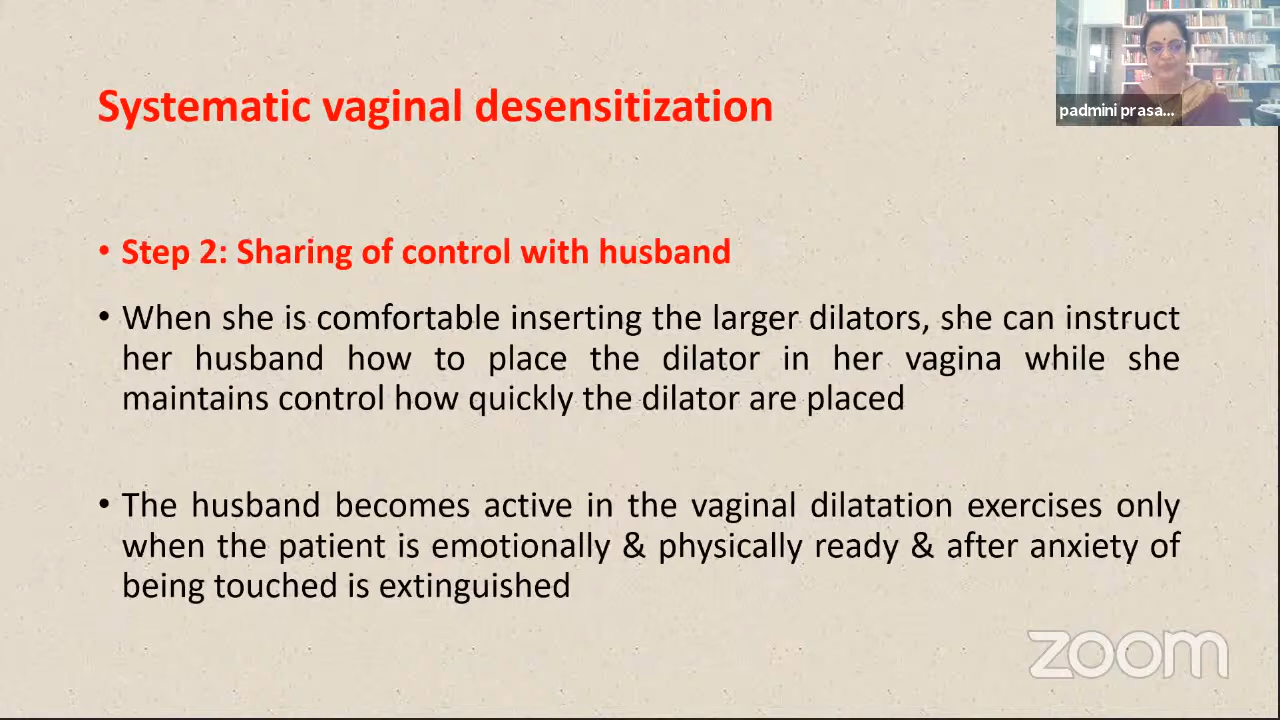 padmini prasa...
Systematic vaginal desensitization
• Step 2: Sharing of control with husband
• When she is comfortable inserting the larger dilators, she can instruct
her husband how to place the dilator in her vagina while she
maintains control how quickly the dilator are placed
• The husband becomes active in the vaginal dilatation exercises only
when the patient is emotionally & physically ready & after anxiety of
being touched is extinguished
zoom